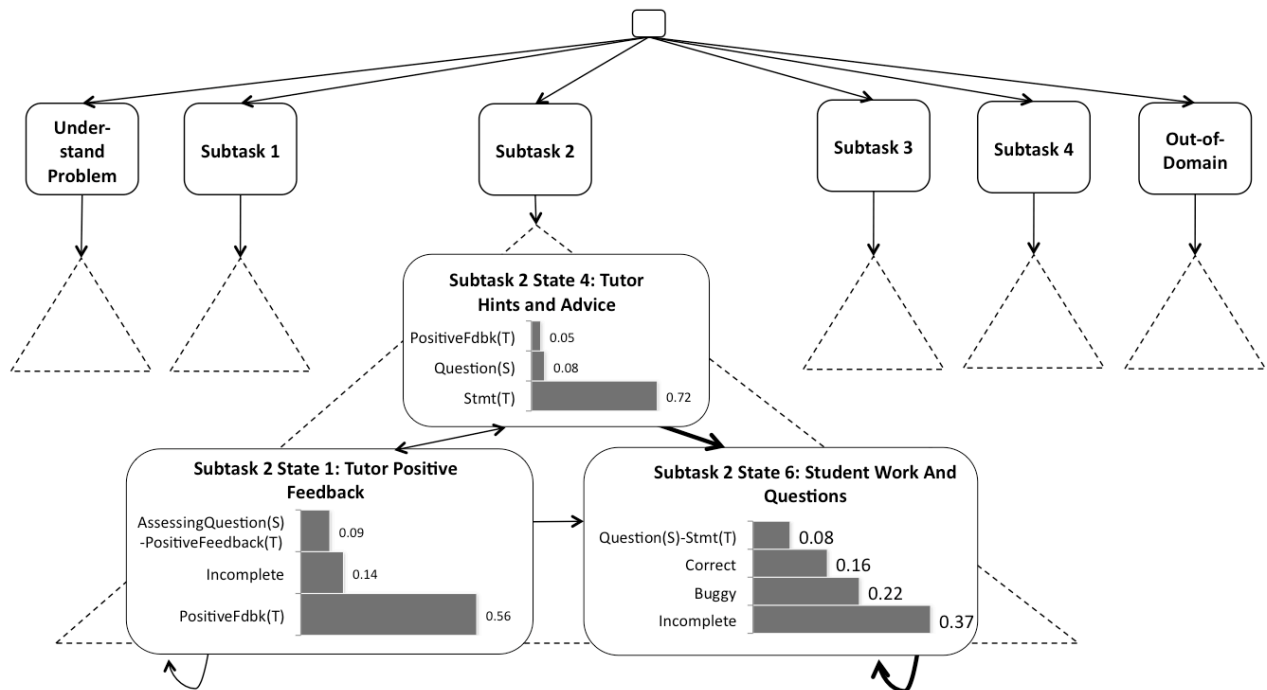 Under-
stand
Problem
Subtask 1
Subtask 2
Subtask 3
Subtask 4
Out-of-
Domain
Subtask 2 State 4: Tutor
Hints and Advice
PositiveFdbk(T) 0.05
Question(S) 0.08
Stmt(T) 0.72
Subtask 2 State 1: Tutor Positive
Feedback
AssessingQuestion(S)
-PositiveFeedback(T) 0.09
Incomplete 0.14
PositiveFdbk(T) 0.56
Subtask 2 State 6: Student Work And
Questions
Question(S)-Stmt(T) 0.08
Correct 0.16
Buggy 0.22
Incomplete 0.37